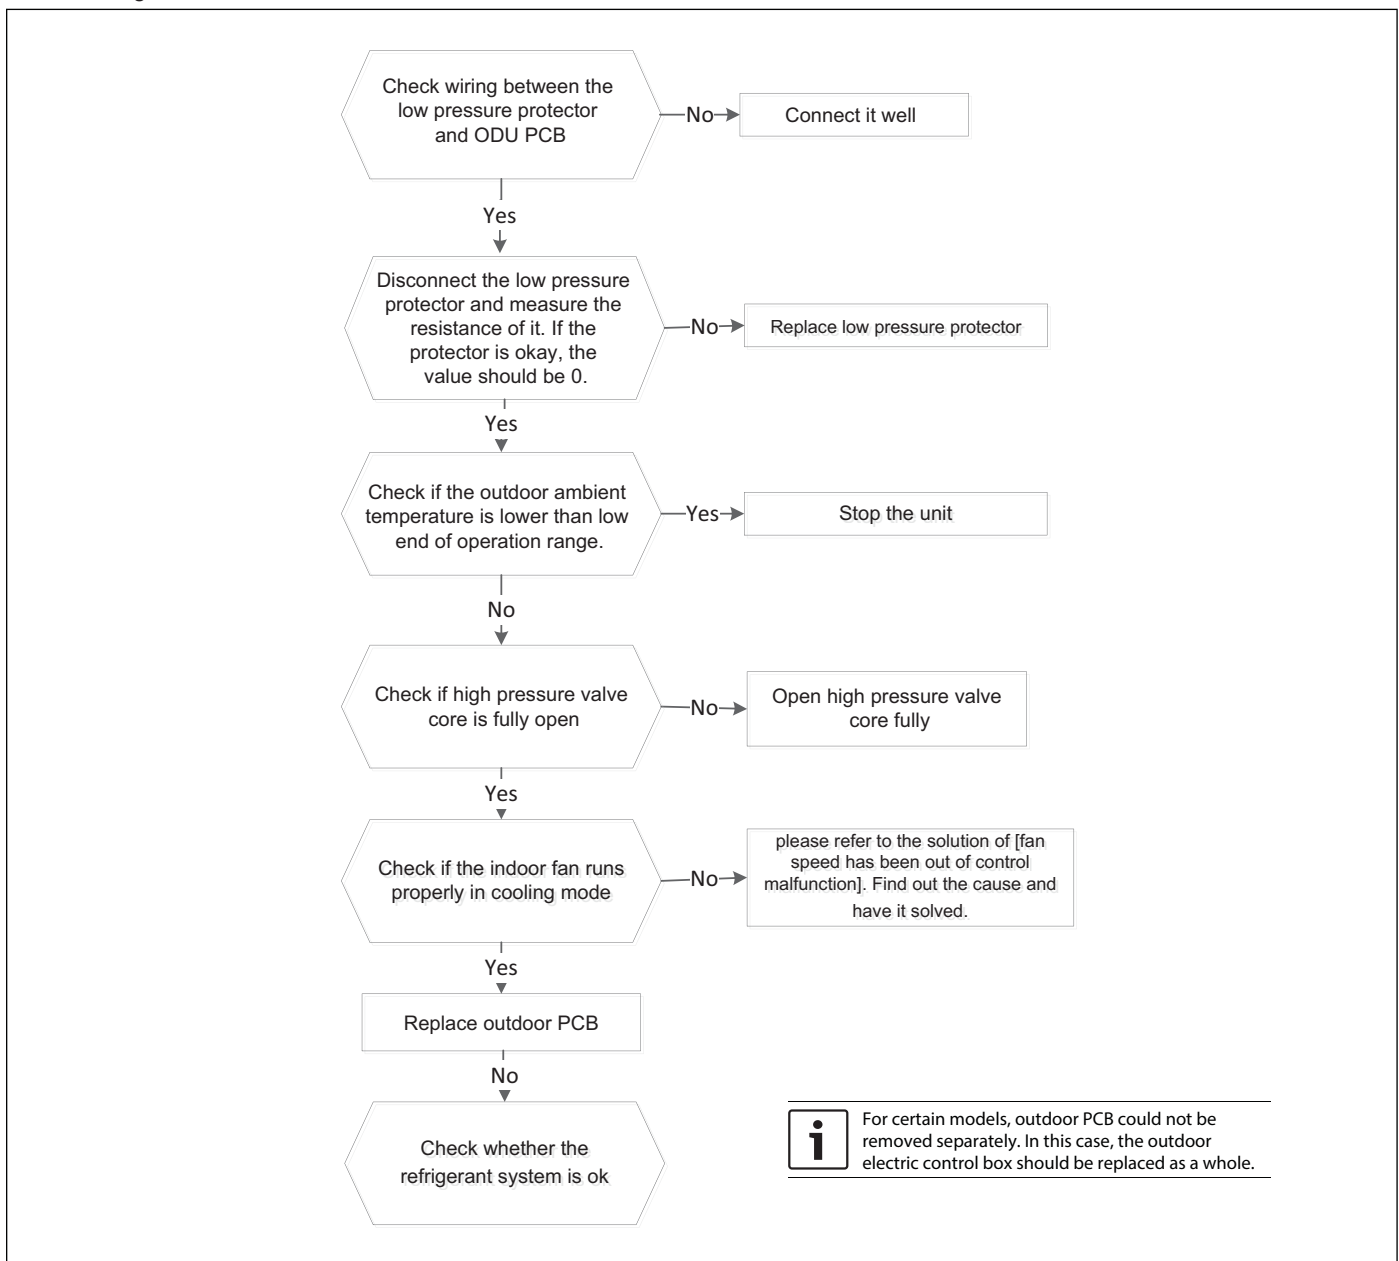 Check wiring between the
low pressure protector
and ODU PCB
No
Connect it well
Yes
Disconnect the low pressure
protector and measure the
resistance of it. If the
protector is okay, the
value should be 0.
No
Replace low pressure protector
Yes
Check if the outdoor ambient
temperature is lower than low
end of operation range.
Yes
Stop the unit
No
Check if high pressure valve
core is fully open
No
Open high pressure valve
core fully
Yes
Check if the indoor fan runs
properly in cooling mode
No
please refer to the solution of [fan
speed has been out of control
malfunction]. Find out the cause and
have it solved.
Yes
Replace outdoor PCB
No
Check whether the
refrigerant system is ok
i
For certain models, outdoor PCB could not be
removed separately. In this case, the outdoor
electric control box should be replaced as a whole.